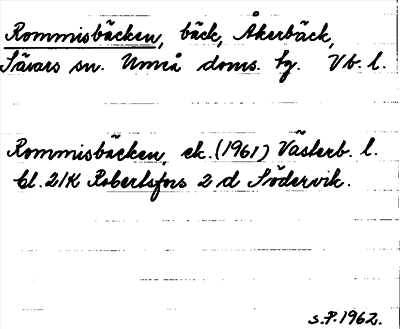 Rommisbäcken, bäck, Åkerbäck,
Sävars sn. Umeå doms. hg. Vb. l.
Rommisbäcken, ek. (1961) Västerb. l.
bl. 21K Robertsfors 2 d Södervik.
S.P. 1962.